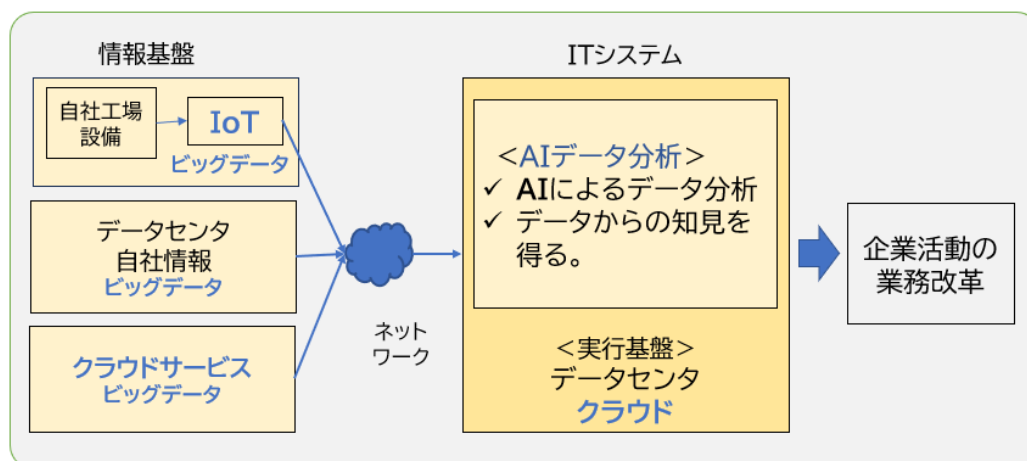 情報基盤
自社工場
設備
IoT
ビッグデータ
データセンタ
自社情報
ビッグデータ
クラウドサービス
ビッグデータ
ネット
ワーク
ITシステム
＜AIデータ分析＞
✓ AIによるデータ分析
✓ データからの知見を
得る。
＜実行基盤＞
データセンタ
クラウド
企業活動の
業務改革